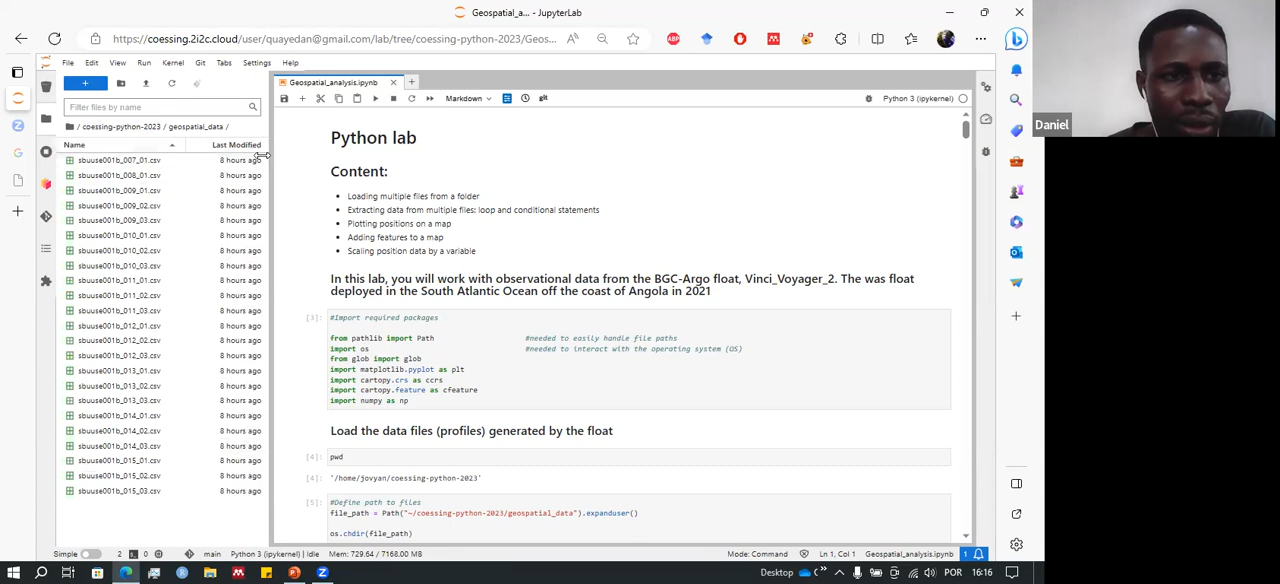 Geospatial_a... - JupyterLab
https://coessing.2i2c.cloud/user/quayedan@gmail.com/lab/tree/coessing-python-2023/Geos...
ABP
File Edit View Run Kernel Git Tabs Settings Help
Filter files by name
/ coessing-python-2023 / geospatial_data /
Name Last Modified
sbuuse001b_007_01.csv 8 hours ago
sbuuse001b_008_01.csv 8 hours ago
sbuuse001b_009_01.csv 8 hours ago
sbuuse001b_009_02.csv 8 hours ago
sbuuse001b_009_03.csv 8 hours ago
sbuuse001b_010_01.csv 8 hours ago
sbuuse001b_010_02.csv 8 hours ago
sbuuse001b_010_03.csv 8 hours ago
sbuuse001b_011_01.csv 8 hours ago
sbuuse001b_011_02.csv 8 hours ago
sbuuse001b_011_03.csv 8 hours ago
sbuuse001b_012_01.csv 8 hours ago
sbuuse001b_012_02.csv 8 hours ago
sbuuse001b_012_03.csv 8 hours ago
sbuuse001b_013_01.csv 8 hours ago
sbuuse001b_013_02.csv 8 hours ago
sbuuse001b_013_03.csv 8 hours ago
sbuuse001b_014_01.csv 8 hours ago
sbuuse001b_014_02.csv 8 hours ago
sbuuse001b_014_03.csv 8 hours ago
sbuuse001b_015_01.csv 8 hours ago
sbuuse001b_015_02.csv 8 hours ago
sbuuse001b_015_03.csv 8 hours ago
Geospatial_analysis.ipynb
Markdown git Python 3 (ipykernel)
Python lab
Content:
• Loading multiple files from a folder
• Extracting data from multiple files: loop and conditional statements
• Plotting positions on a map
• Adding features to a map
• Scaling position data by a variable
In this lab, you will work with observational data from the BGC-Argo float, Vinci_Voyager_2. The was float
deployed in the South Atlantic Ocean off the coast of Angola in 2021
[3]: #Import required packages
from pathlib import Path #needed to easily handle file paths
import os #needed to interact with the operating system (OS)
from glob import glob
import matplotlib.pyplot as plt
import cartopy.crs as ccrs
import cartopy.feature as cfeature
import numpy as np
Load the data files (profiles) generated by the float
[4]: pwd
[4]: '/home/jovyan/coessing-python-2023'
[5]: #Define path to files
file_path = Path("~/coessing-python-2023/geospatial_data").expanduser()
os.chdir(file_path)
Simple 2 0 main Python 3 (ipykernel) | Idle Mem: 729.64 / 7168.00 MB Mode: Command Ln 1, Col 1 Geospatial_analysis.ipynb 1
Desktop POR 16:16
Daniel